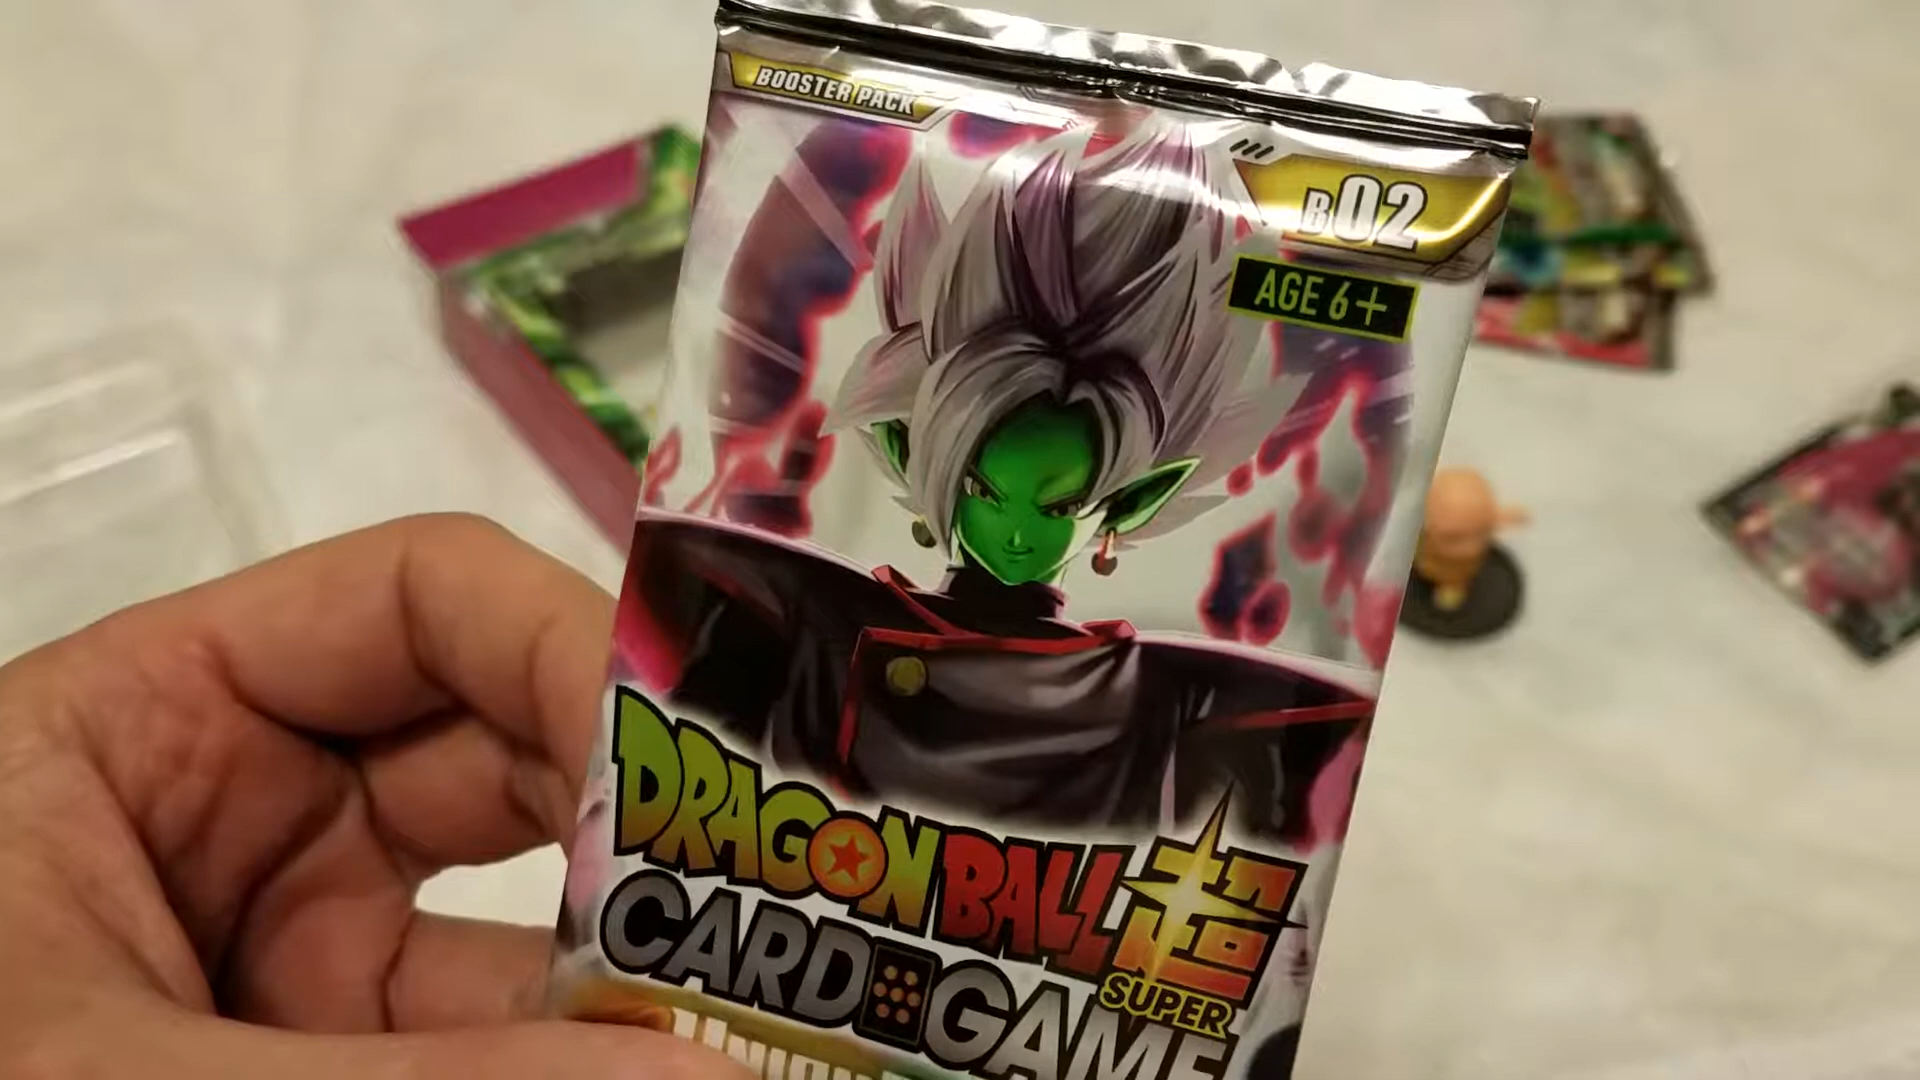 BOOSTER PACK
B02
AGE 6+
DRAGON BALL 超
SUPER
CARD GAME